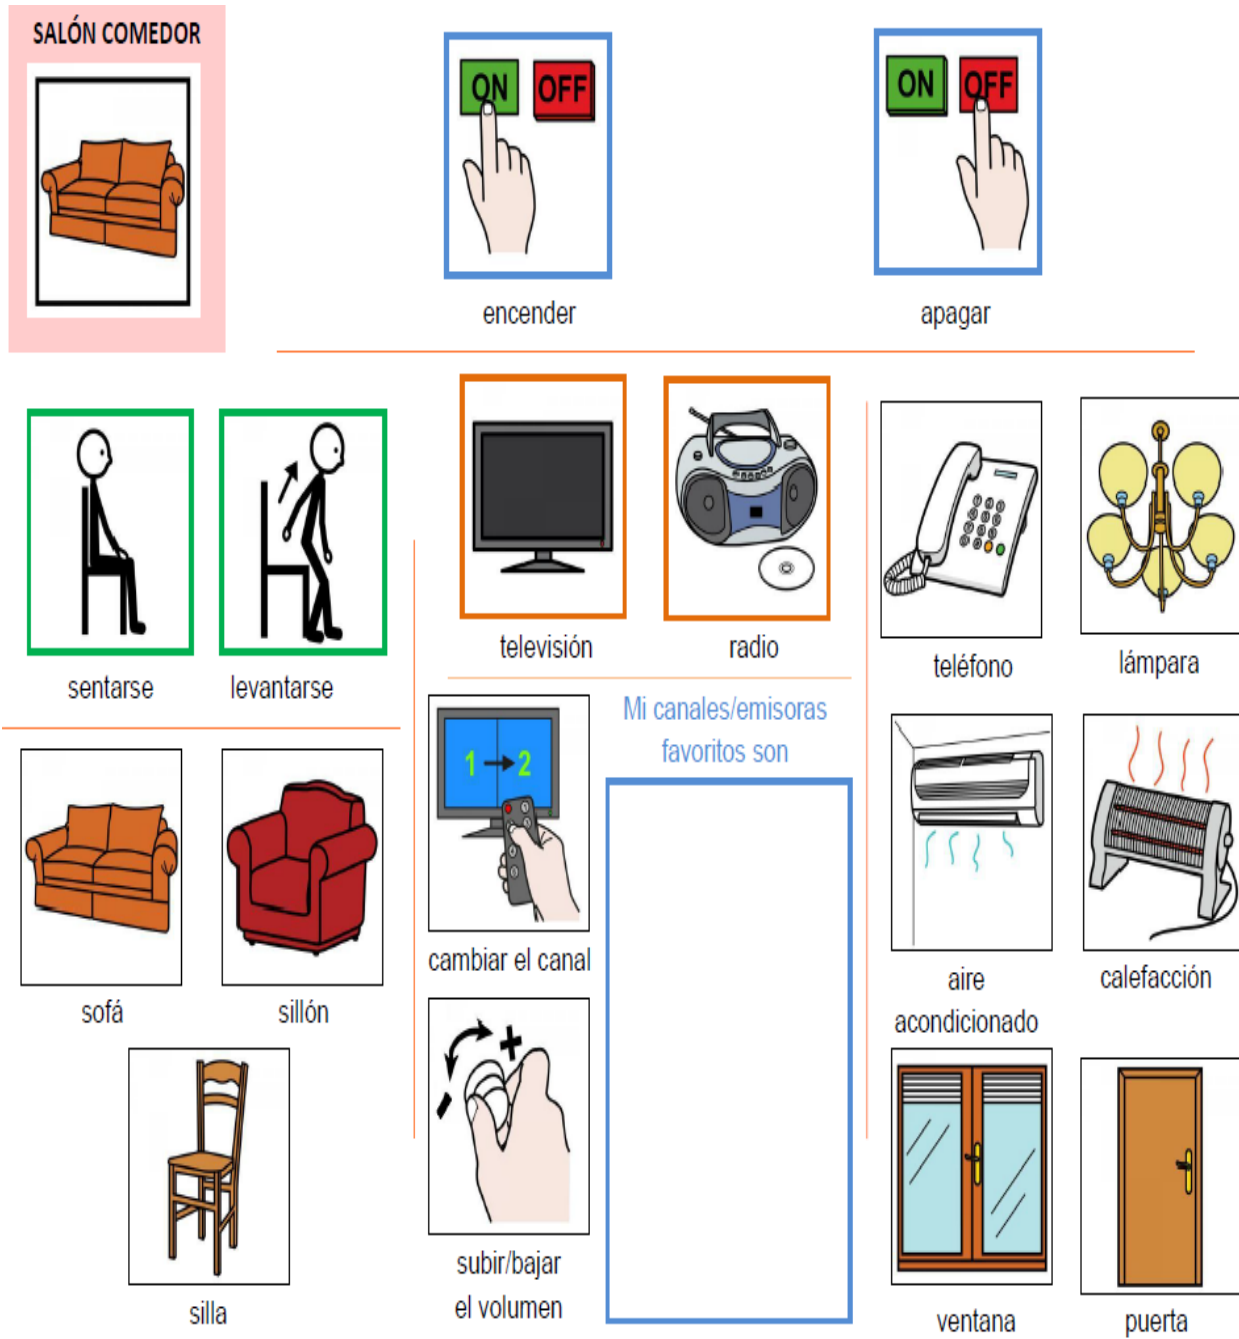 SALÓN COMEDOR
ON OFF
encender
ON OFF
apagar
sentarse
levantarse
sofá
sillón
silla
televisión
radio
1 → 2
cambiar el canal
- +
subir/bajar
el volumen
Mi canales/emisoras
favoritos son
teléfono
lámpara
aire
acondicionado
calefacción
ventana
puerta